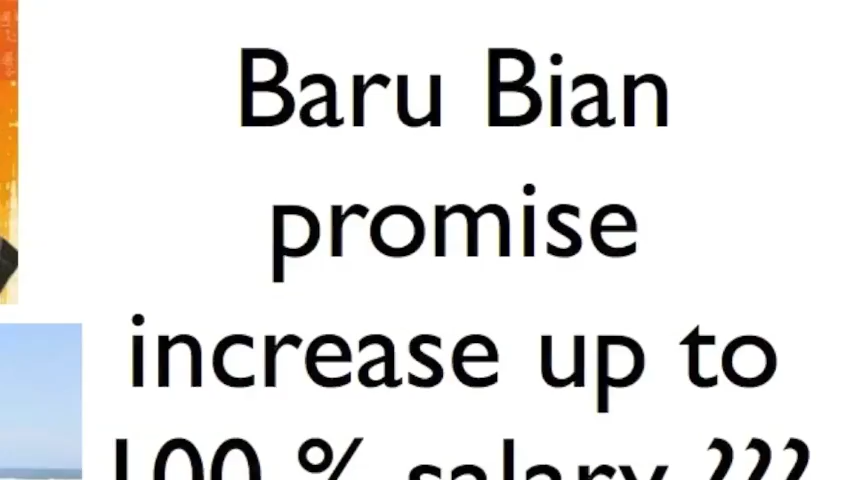 Baru Bian
promise
increase up to
100 % salary ???